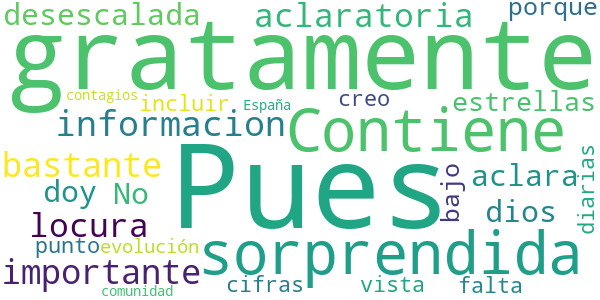 desescalada aclaratoria porque
gratamente
contagios incluir España creo estrellas
informacion Contiene
bastante Pues aclara diarias
doy No bajo dios
locura sorprendida
punto evolución
importante cifras vista falta
comunidad